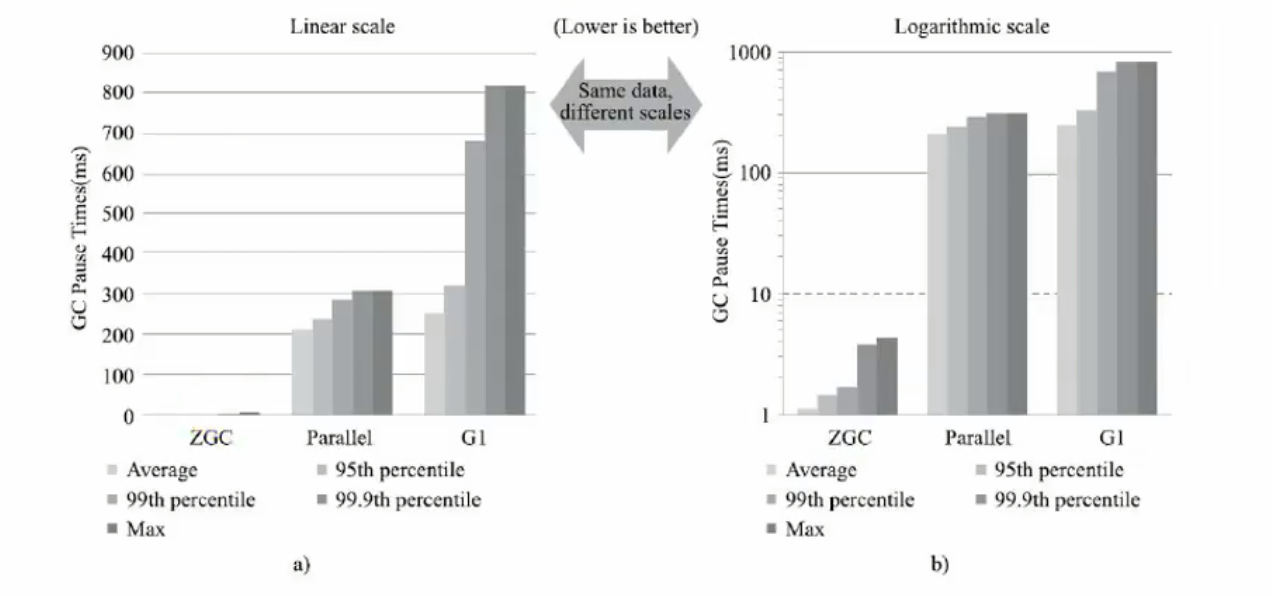 Linear scale
(Lower is better)
Logarithmic scale
Same data,
different scales
GC Pause Times(ms)
900
800
700
600
500
400
300
200
100
0
ZGC Parallel G1
Average 95th percentile
99th percentile 99.9th percentile
Max
a)
GC Pause Times(ms)
1000
100
10
1
ZGC Parallel G1
Average 95th percentile
99th percentile 99.9th percentile
Max
b)